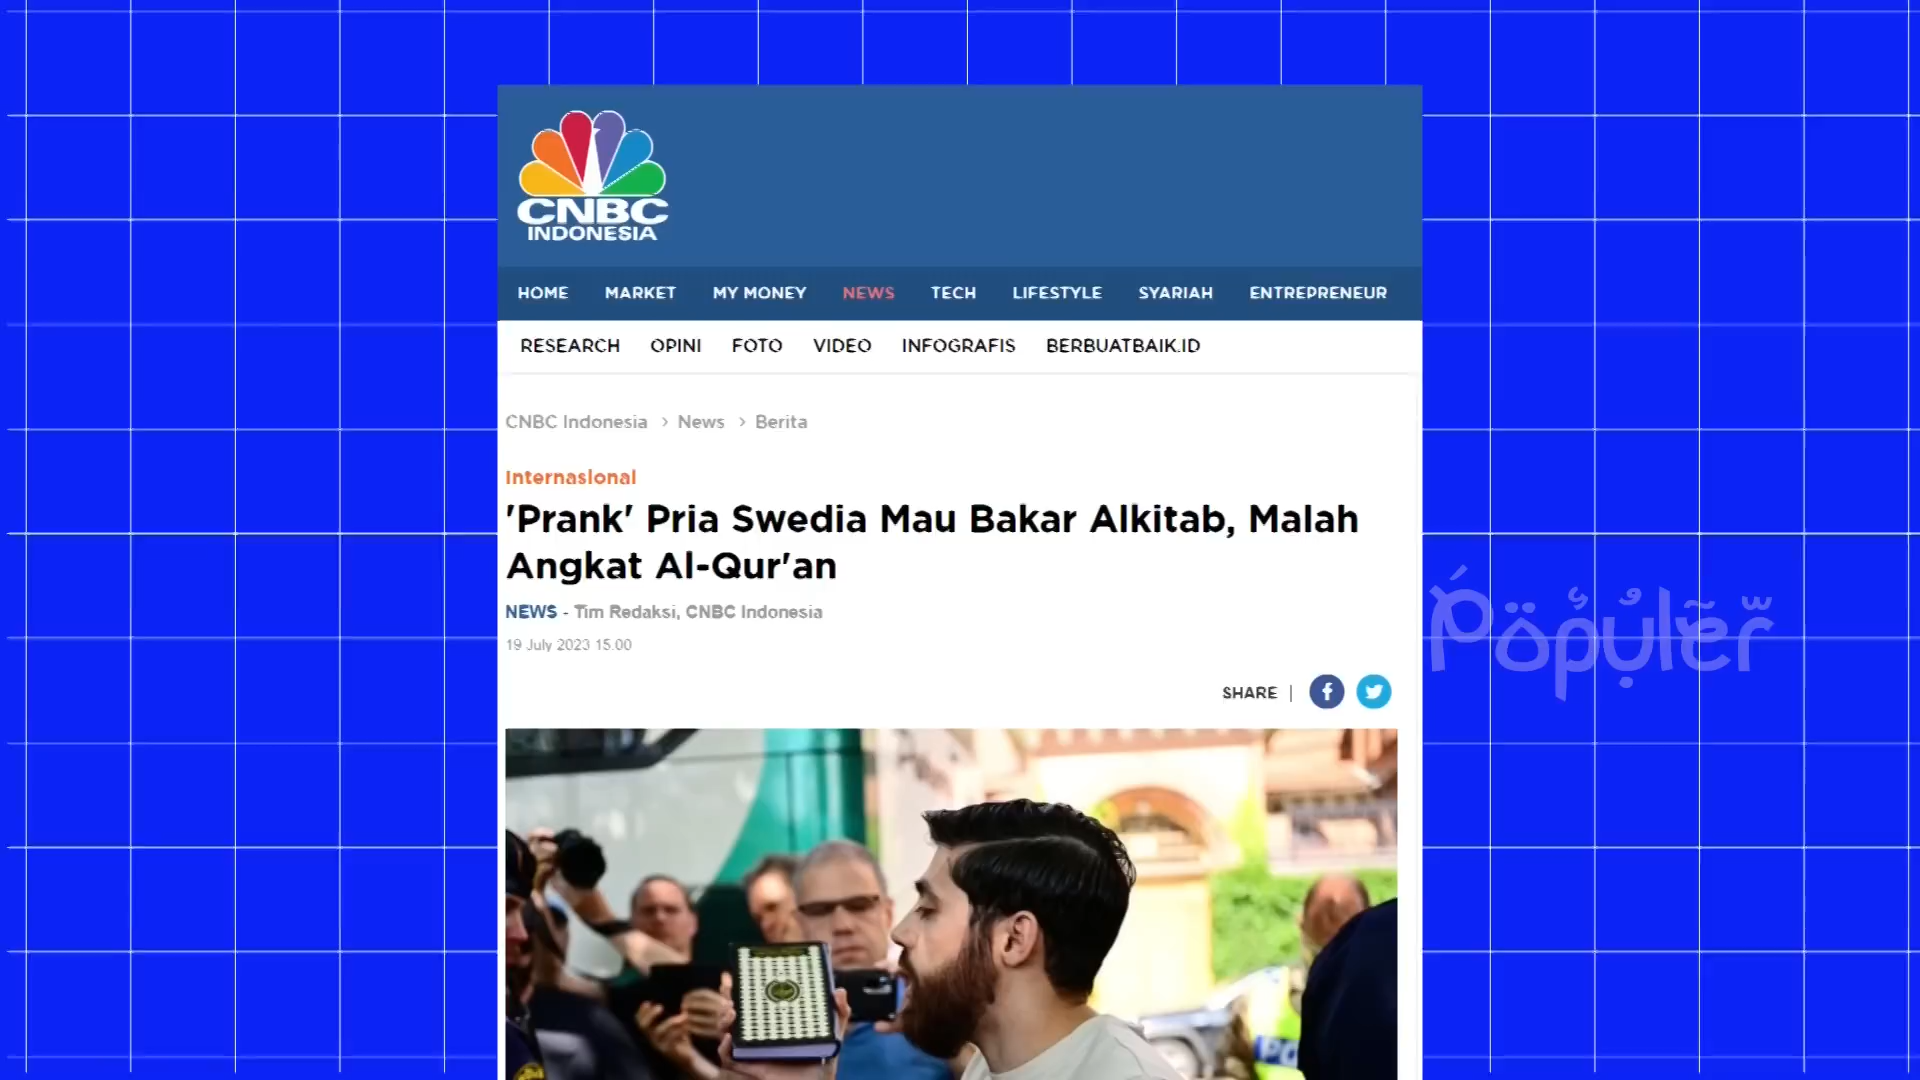 CNBC
INDONESIA
HOME MARKET MY MONEY NEWS TECH LIFESTYLE SYARIAH ENTREPRENEUR
RESEARCH OPINI FOTO VIDEO INFOGRAFIS BERBUATBAIK.ID
CNBC Indonesia > News > Berita
Internasional
'Prank' Pria Swedia Mau Bakar Alkitab, Malah
Angkat Al-Qur'an
NEWS - Tim Redaksi, CNBC Indonesia
19 July 2023 15.00
SHARE |
Populer